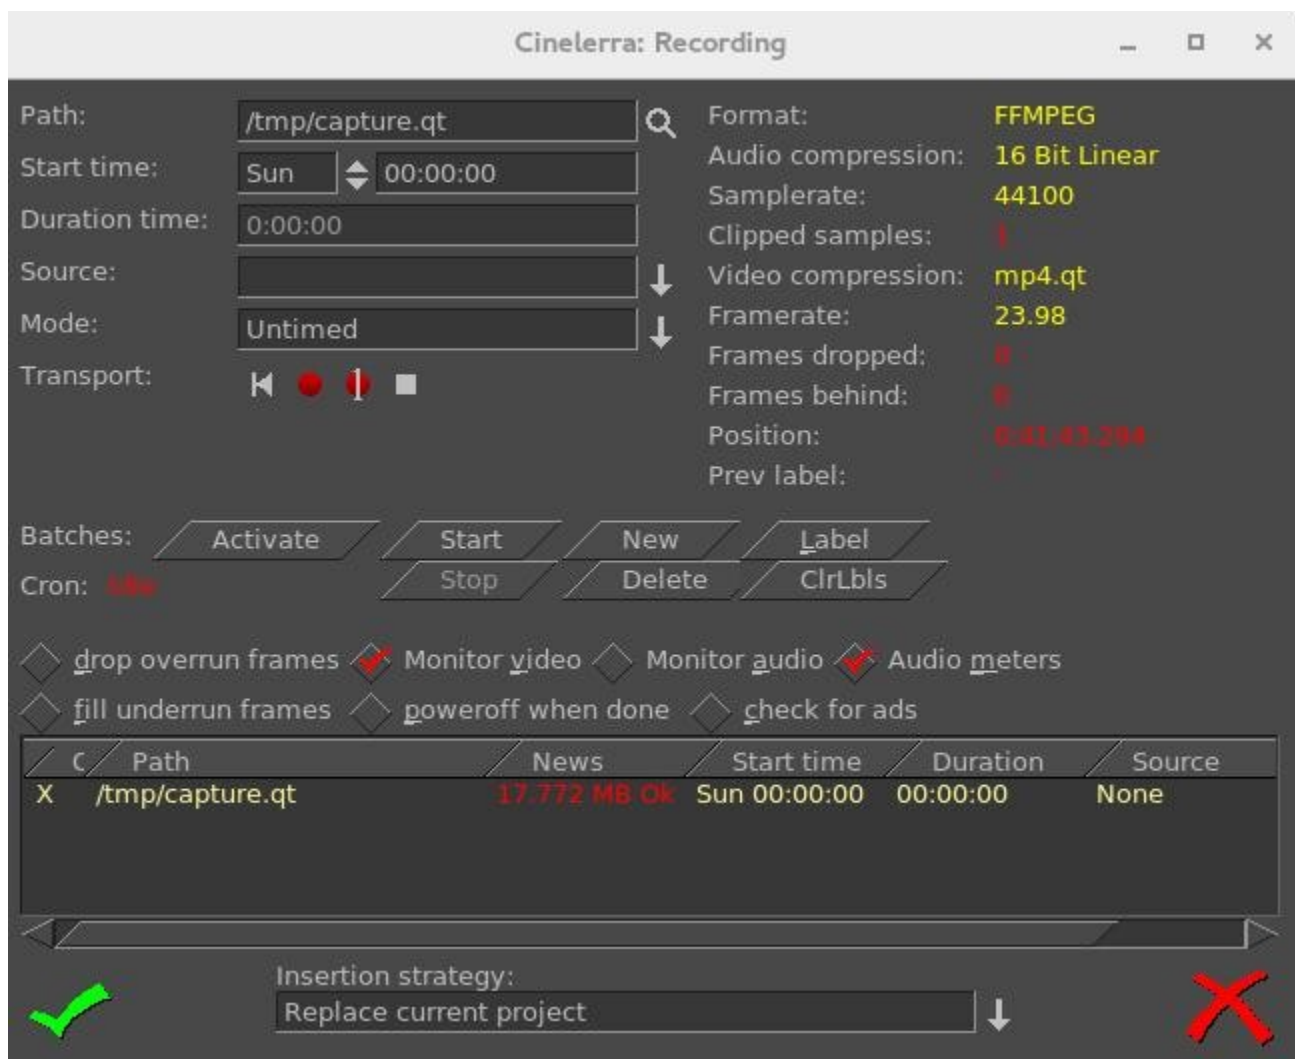 Cinelerra: Recording
Path: /tmp/capture.qt
Start time: Sun 00:00:00
Duration time: 0:00:00
Source:
Mode: Untimed
Transport: 1
Format: FFMPEG
Audio compression: 16 Bit Linear
Samplerate: 44100
Clipped samples: 1
Video compression: mp4.qt
Framerate: 23.98
Frames dropped: 0
Frames behind: 0
Position:
Prev label: -
Batches: Activate Start New Label
Cron: Idle Stop Delete ClrLbls
drop overrun frames Monitor video Monitor audio Audio meters
fill underrun frames poweroff when done check for ads
Path News Start time Duration Source
X /tmp/capture.qt 17.772 MB Ok Sun 00:00:00 00:00:00 None
Insertion strategy:
Replace current project